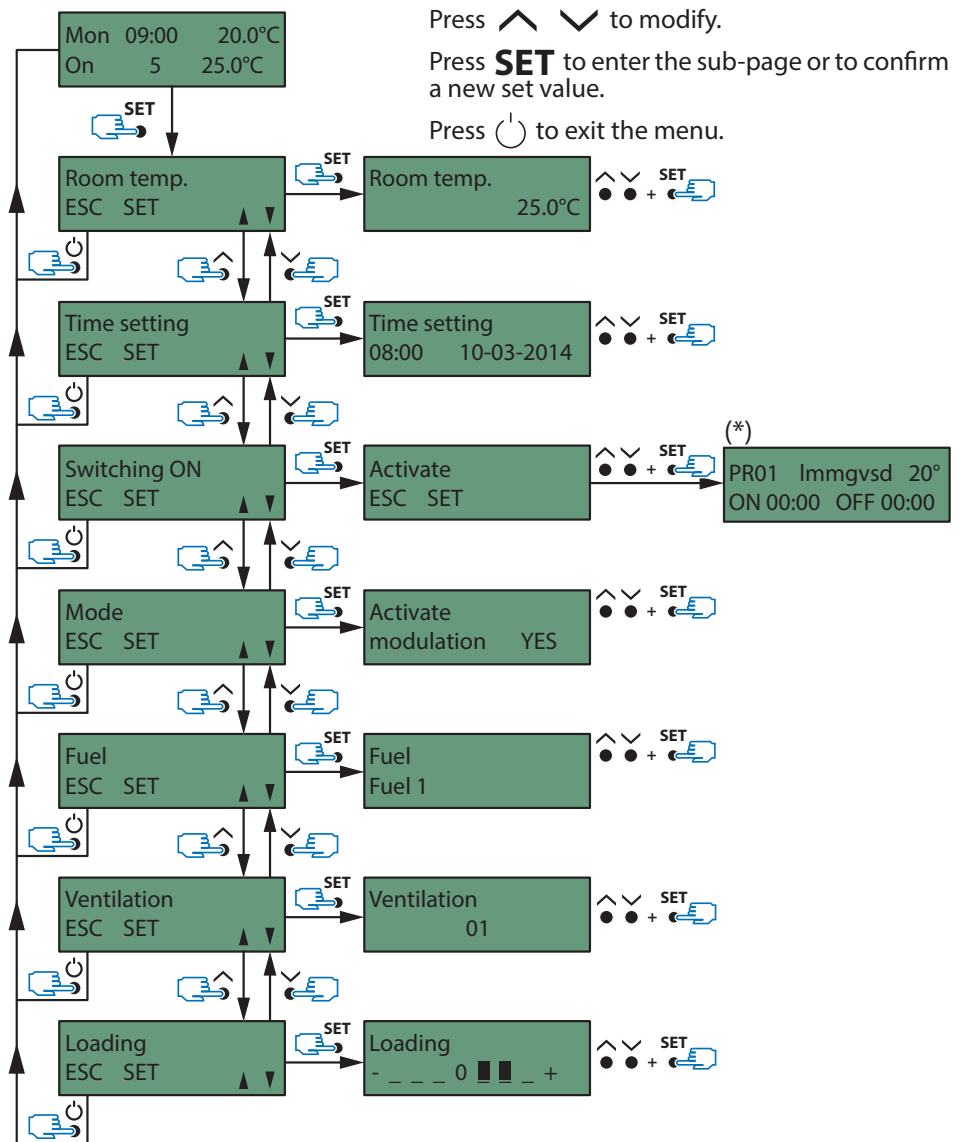 Press to modify.
Press SET to enter the sub-page or to confirm
a new set value.
Press to exit the menu.
Mon 09:00 20.0°C
On 5 25.0°C
SET
Room temp.
ESC SET
SET
Room temp.
25.0°C
+ SET
Time setting
ESC SET
SET
Time setting
08:00 10-03-2014
+ SET
Switching ON
ESC SET
SET
Activate
ESC SET
+ SET
(*)
PR01 lmmgvsd 20°
ON 00:00 OFF 00:00
Mode
ESC SET
SET
Activate
modulation YES
+ SET
Fuel
ESC SET
SET
Fuel
Fuel 1
+ SET
Ventilation
ESC SET
SET
Ventilation
01
+ SET
Loading
ESC SET
SET
Loading
- _ _ _ 0 █ █ _ +
+ SET